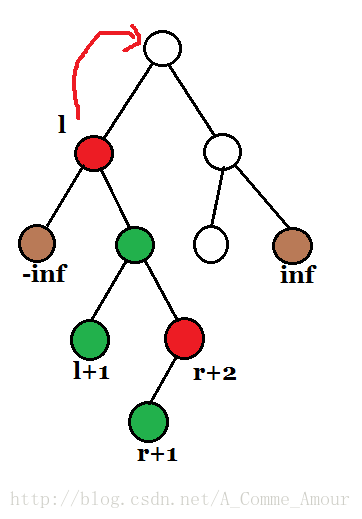 l
-inf
inf
l+1
r+2
r+1
http://blog.csdn.net/A_Comme_Amour